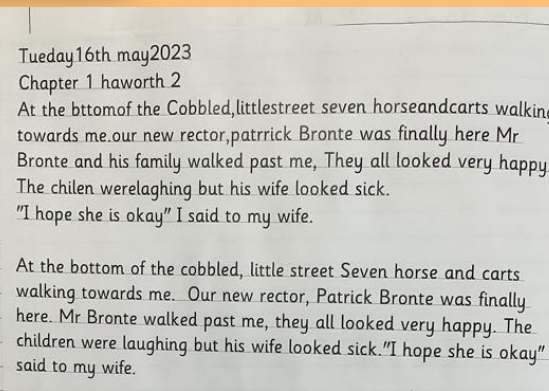 Tueday16th may2023
Chapter 1 haworth 2
At the bttomof the Cobbled,littlestreet seven horseandcarts walking
towards me.our new rector,patrrick Bronte was finally here Mr
Bronte and his family walked past me, They all looked very happy.
The chilen werelaghing but his wife looked sick.
"I hope she is okay" I said to my wife.
At the bottom of the cobbled, little street Seven horse and carts
walking towards me. Our new rector, Patrick Bronte was finally
here. Mr Bronte walked past me, they all looked very happy. The
children were laughing but his wife looked sick."I hope she is okay"
said to my wife.